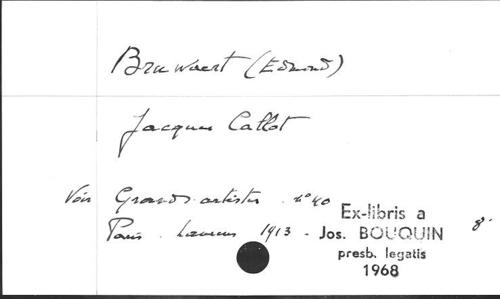 Bruwaert (Edmond)
Jacques Callot
Voir Grands artistes n° 40
Paris. Laurens 1913 - 8°
Ex-libris a
Jos. BOUQUIN
presb. legatis
1968